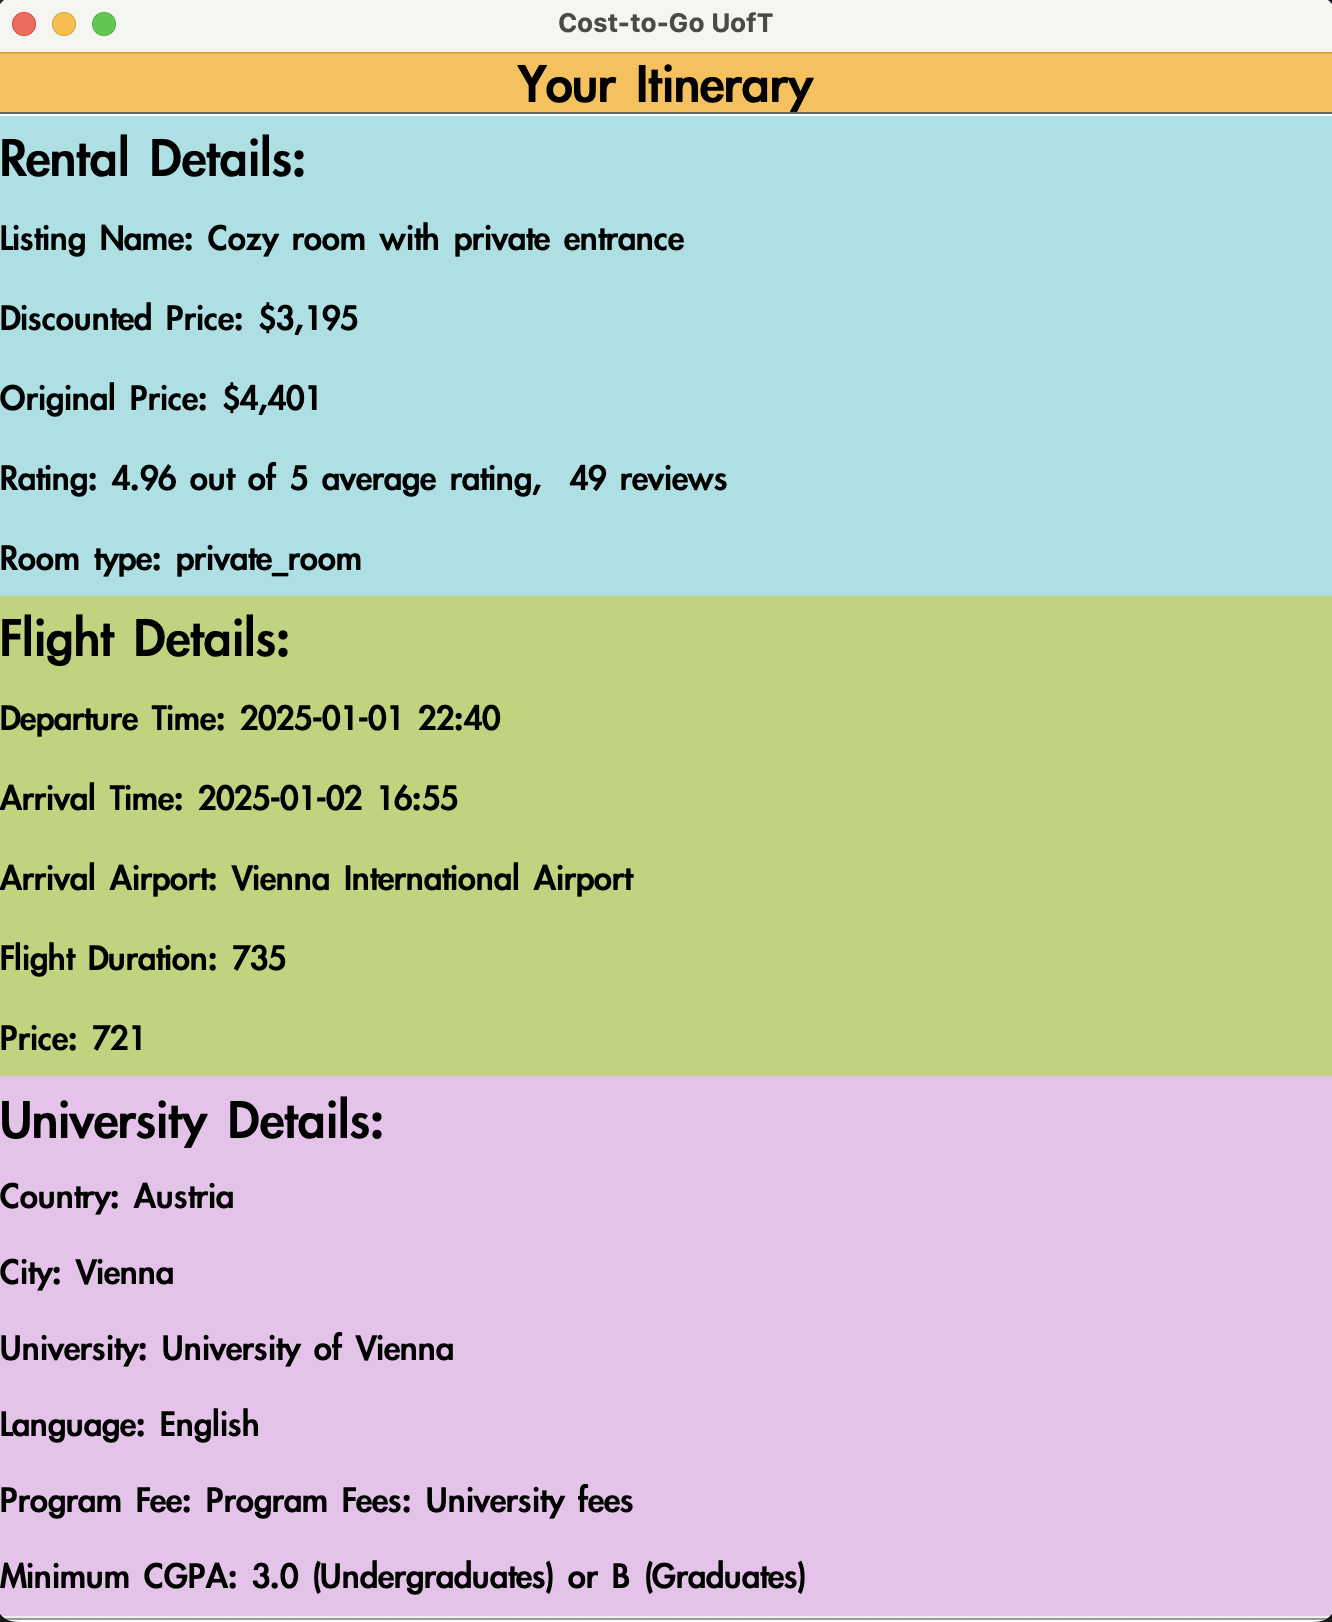 Cost-to-Go UofT
Your Itinerary
Rental Details:
Listing Name: Cozy room with private entrance
Discounted Price: $3,195
Original Price: $4,401
Rating: 4.96 out of 5 average rating,  49 reviews
Room type: private_room
Flight Details:
Departure Time: 2025-01-01 22:40
Arrival Time: 2025-01-02 16:55
Arrival Airport: Vienna International Airport
Flight Duration: 735
Price: 721
University Details:
Country: Austria
City: Vienna
University: University of Vienna
Language: English
Program Fee: Program Fees: University fees
Minimum CGPA: 3.0 (Undergraduates) or B (Graduates)